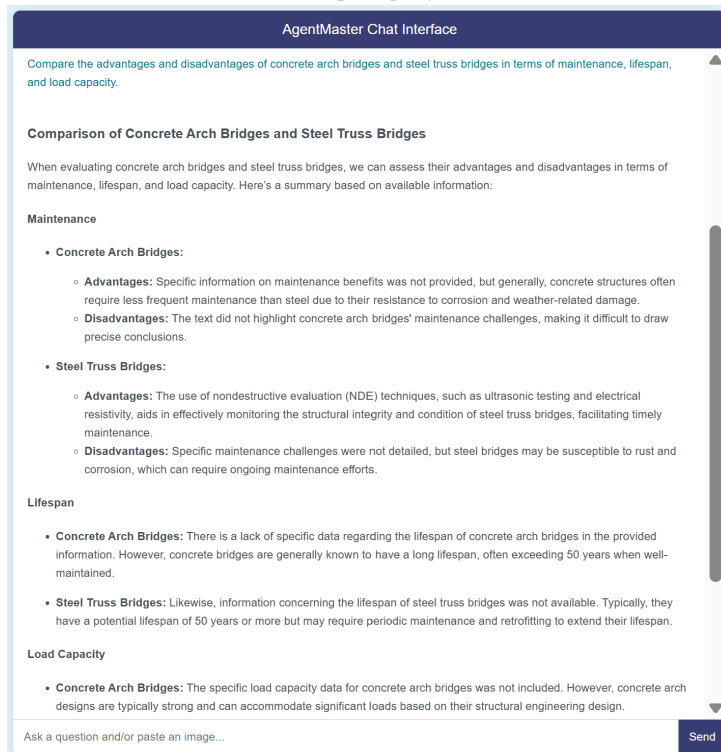 AgentMaster Chat Interface
Compare the advantages and disadvantages of concrete arch bridges and steel truss bridges in terms of maintenance, lifespan,
and load capacity.
Comparison of Concrete Arch Bridges and Steel Truss Bridges
When evaluating concrete arch bridges and steel truss bridges, we can assess their advantages and disadvantages in terms of
maintenance, lifespan, and load capacity. Here's a summary based on available information:
Maintenance
• Concrete Arch Bridges:
◦ Advantages: Specific information on maintenance benefits was not provided, but generally, concrete structures often
require less frequent maintenance than steel due to their resistance to corrosion and weather-related damage.
◦ Disadvantages: The text did not highlight concrete arch bridges' maintenance challenges, making it difficult to draw
precise conclusions.
• Steel Truss Bridges:
◦ Advantages: The use of nondestructive evaluation (NDE) techniques, such as ultrasonic testing and electrical
resistivity, aids in effectively monitoring the structural integrity and condition of steel truss bridges, facilitating timely
maintenance.
◦ Disadvantages: Specific maintenance challenges were not detailed, but steel bridges may be susceptible to rust and
corrosion, which can require ongoing maintenance efforts.
Lifespan
• Concrete Arch Bridges: There is a lack of specific data regarding the lifespan of concrete arch bridges in the provided
information. However, concrete bridges are generally known to have a long lifespan, often exceeding 50 years when well-
maintained.
• Steel Truss Bridges: Likewise, information concerning the lifespan of steel truss bridges was not available. Typically, they
have a potential lifespan of 50 years or more but may require periodic maintenance and retrofitting to extend their lifespan.
Load Capacity
• Concrete Arch Bridges: The specific load capacity data for concrete arch bridges was not included. However, concrete arch
designs are typically strong and can accommodate significant loads based on their structural engineering design.
Ask a question and/or paste an image...
Send